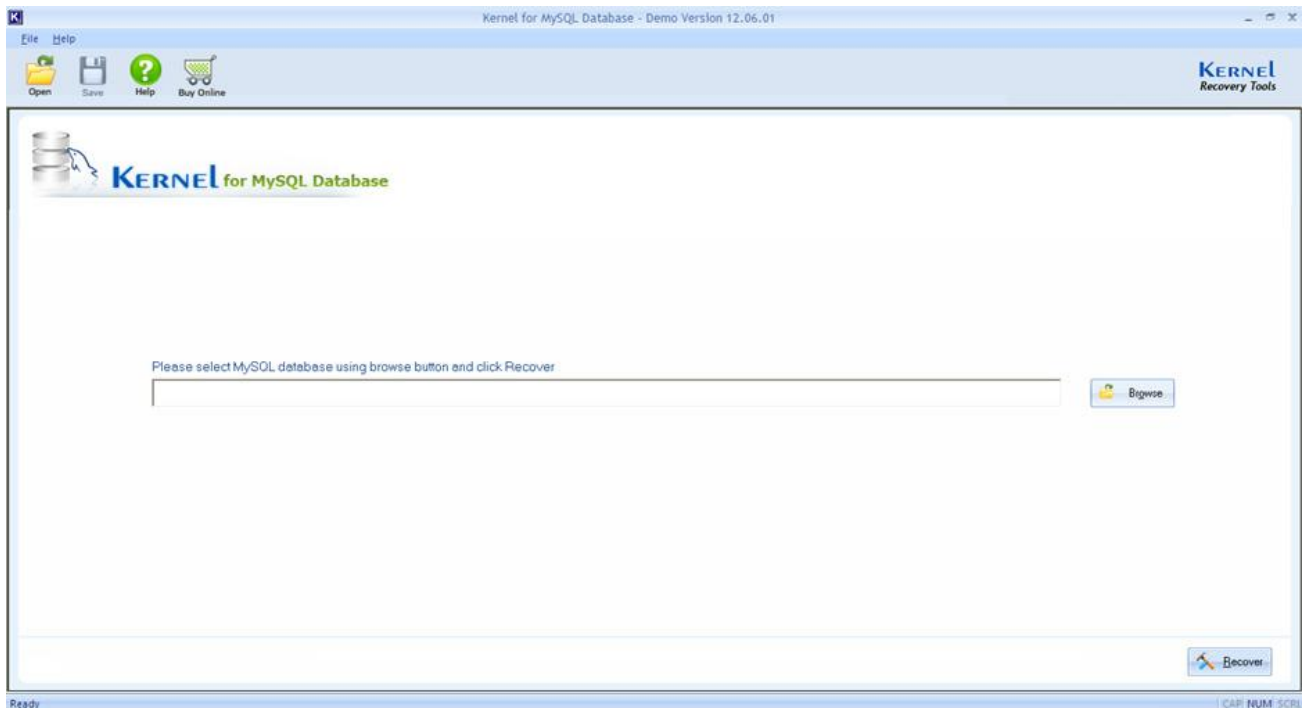 Kernel for MySQL Database - Demo Version 12.06.01
File Help
Open Save Help Buy Online
KERNEL
Recovery Tools
KERNEL for MySQL Database
Please select MySQL database using browse button and click Recover
Browse
Recover
Ready CAP NUM SCRL